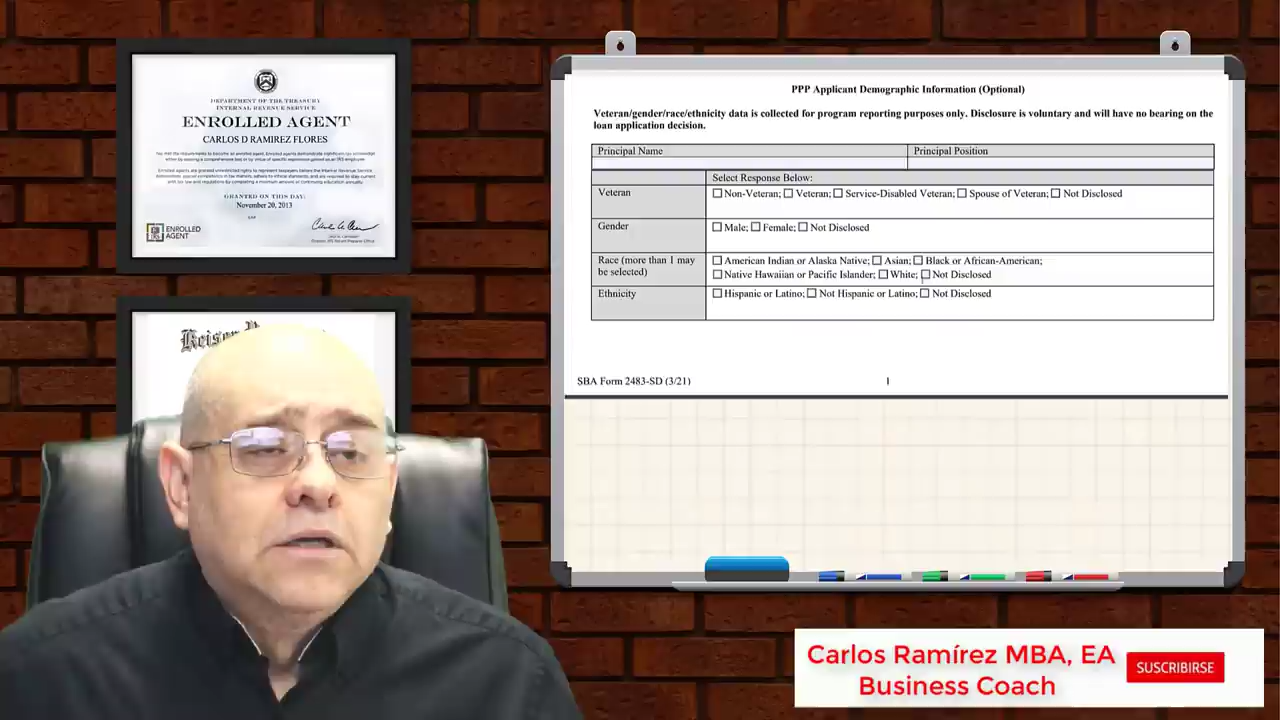 DEPARTMENT OF THE TREASURY
INTERNAL REVENUE SERVICE
ENROLLED AGENT
CARLOS D RAMIREZ FLORES
GRANTED ON THIS DAY:
November 20, 2013
ENROLLED
AGENT
PPP Applicant Demographic Information (Optional)
Veteran/gender/race/ethnicity data is collected for program reporting purposes only. Disclosure is voluntary and will have no bearing on the
loan application decision.
Principal Name
Principal Position
Select Response Below:
Veteran
☐ Non-Veteran; ☐ Veteran; ☐ Service-Disabled Veteran; ☐ Spouse of Veteran; ☐ Not Disclosed
Gender
☐ Male; ☐ Female; ☐ Not Disclosed
Race (more than 1 may
be selected)
☐ American Indian or Alaska Native; ☐ Asian; ☐ Black or African-American;
☐ Native Hawaiian or Pacific Islander; ☐ White; ☐ Not Disclosed
Ethnicity
☐ Hispanic or Latino; ☐ Not Hispanic or Latino; ☐ Not Disclosed
SBA Form 2483-SD (3/21)
1
Carlos Ramírez MBA, EA
Business Coach
SUSCRIBIRSE